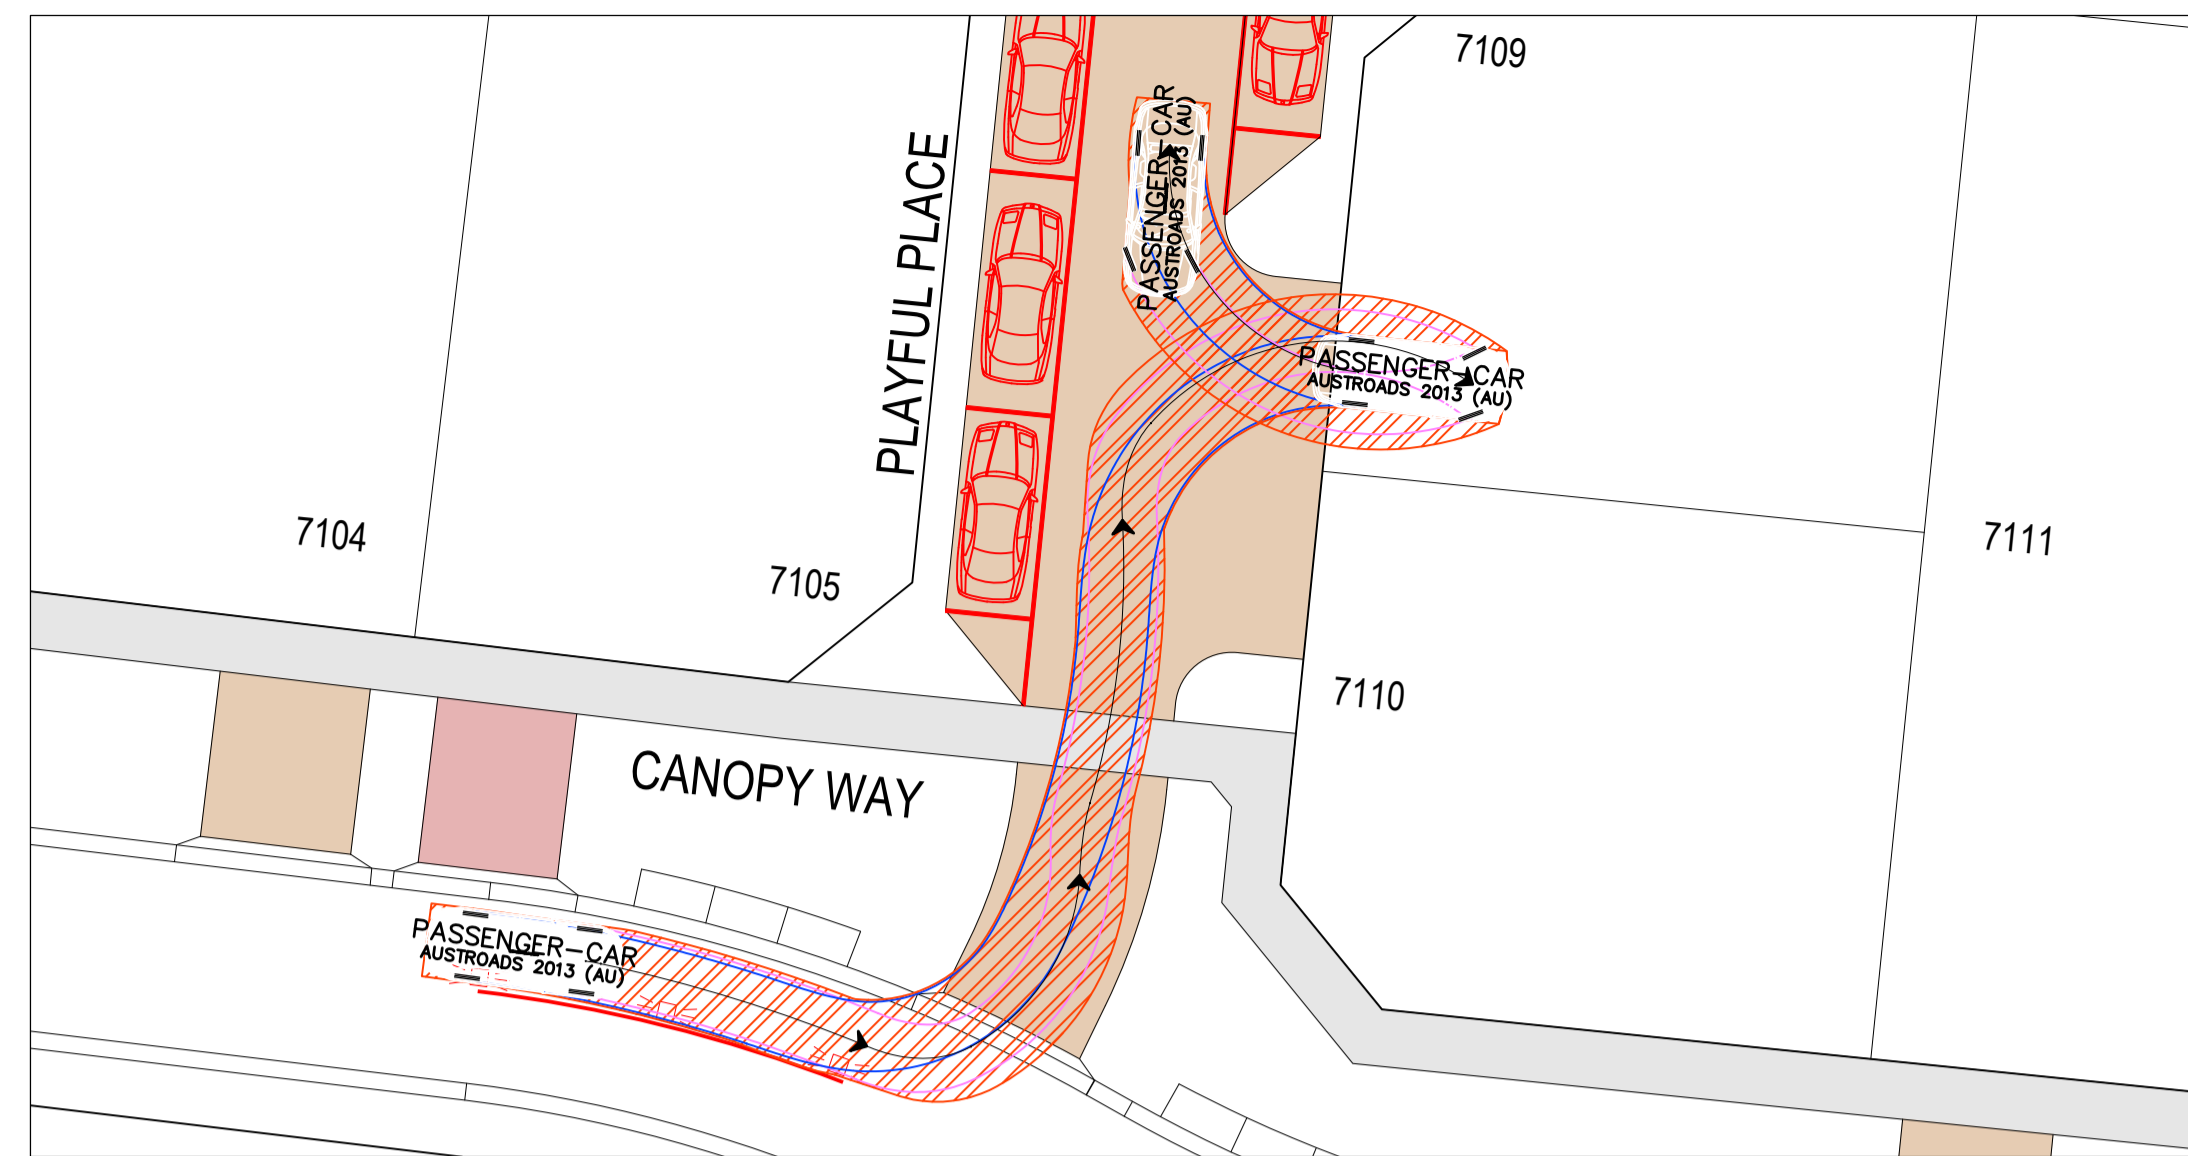 7109
PASSENGER-CAR
AUSTROADS 2013 (AU)
PLAYFUL PLACE
PASSENGER-CAR
AUSTROADS 2013 (AU)
7104
7105
7111
7110
CANOPY WAY
PASSENGER-CAR
AUSTROADS 2013 (AU)